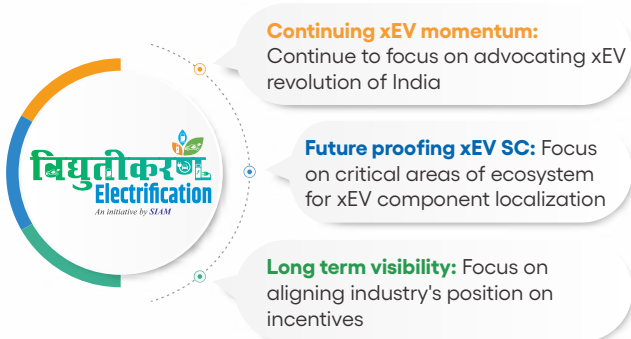 विद्युतीकरण
Electrification
An initiative by SIAM
Continuing xEV momentum:
Continue to focus on advocating xEV
revolution of India
Future proofing xEV SC: Focus
on critical areas of ecosystem
for xEV component localization
Long term visibility: Focus on
aligning industry's position on
incentives